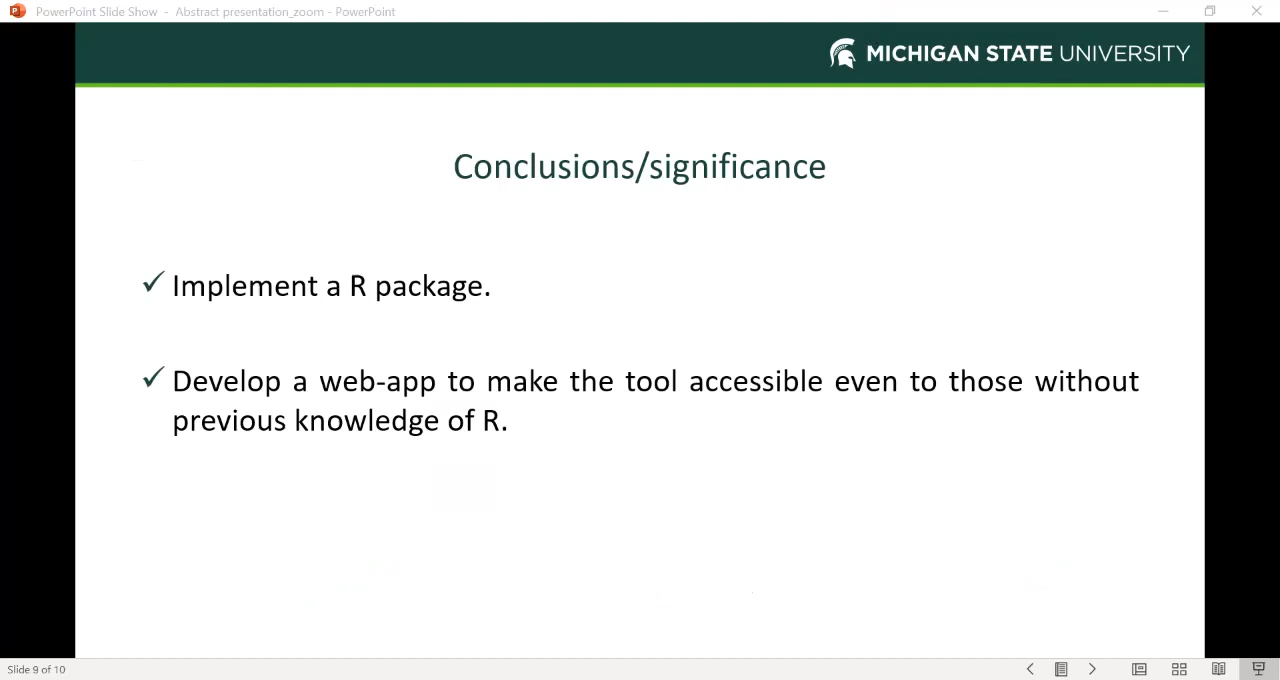 PowerPoint Slide Show - Abstract presentation_zoom - PowerPoint
MICHIGAN STATE UNIVERSITY
Conclusions/significance
✓ Implement a R package.
✓ Develop a web-app to make the tool accessible even to those without
previous knowledge of R.
Slide 9 of 10